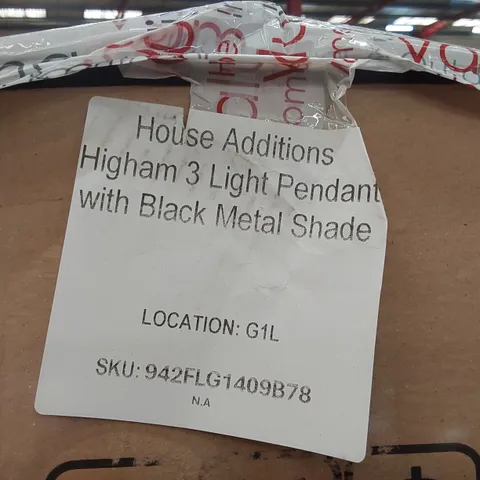 House Additions
Higham 3 Light Pendant
with Black Metal Shade
LOCATION: G1L
SKU: 942FLG1409B78
N.A